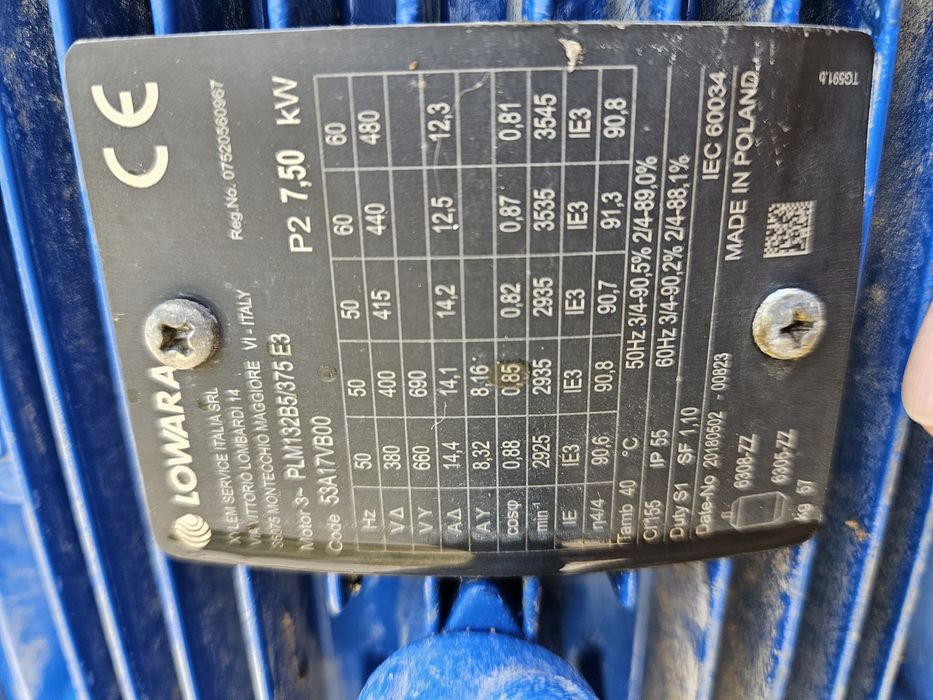 LOWARA
XYLEM SERVICE ITALIA SRL
VIA VITTORIO LOMBARDI 14
36075 MONTECCHIO MAGGIORE VI - ITALY
Reg.No. 07520560967
CE
Motor 3~ PLM132B5/375 E3
P2 7,50 kW
Code 53A17VB00
Hz 50 50 50 60 60
V Δ 380 400 415 440 480
V Y 660 690
A Δ 14,4 14,1 14,2 12,5 12,3
A Y 8,32 8,16
cosφ 0,88 0,85 0,82 0,87 0,81
min⁻¹ 2925 2935 2935 3535 3545
IE IE3 IE3 IE3 IE3 IE3
η4/4 90,6 90,8 90,7 91,3 90,8
Tamb 40 °C 50Hz 3/4-90,5% 2/4-89,0%
Cl 155 IP 55 60Hz 3/4-90,2% 2/4-88,1%
Duty S1 SF 1,10 IEC 60034
Date-No 20180502 - 00823 MADE IN POLAND
6308-ZZ
6305-ZZ
kg 67
TG591.b